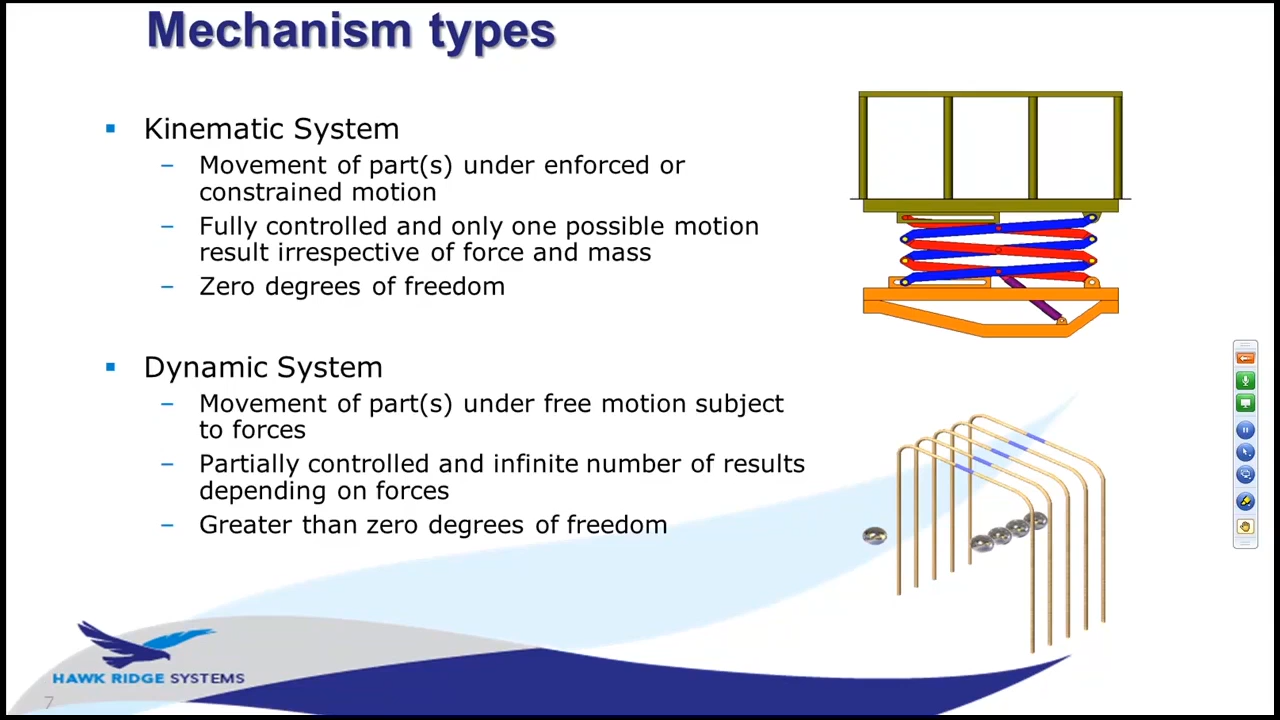 Mechanism types
▪ Kinematic System
– Movement of part(s) under enforced or
constrained motion
– Fully controlled and only one possible motion
result irrespective of force and mass
– Zero degrees of freedom
▪ Dynamic System
– Movement of part(s) under free motion subject
to forces
– Partially controlled and infinite number of results
depending on forces
– Greater than zero degrees of freedom
HAWK RIDGE SYSTEMS
7